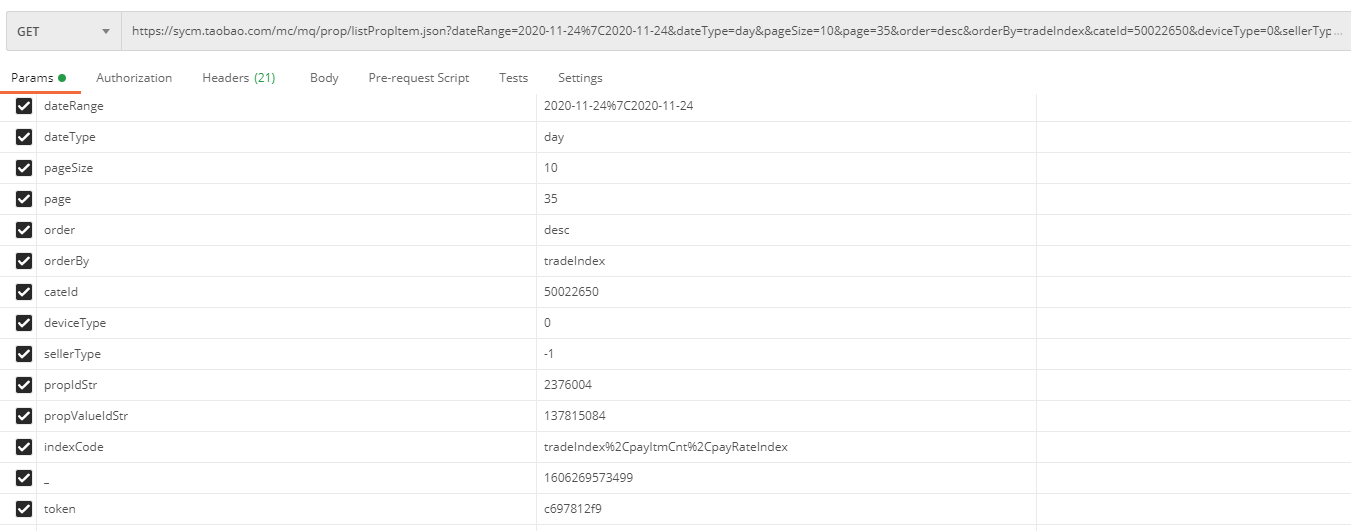 GET https://sycm.taobao.com/mc/mq/prop/listPropItem.json?dateRange=2020-11-24%7C2020-11-24&dateType=day&pageSize=10&page=35&order=desc&orderBy=tradeIndex&cateId=50022650&deviceType=0&sellerTyp...
Params Authorization Headers (21) Body Pre-request Script Tests Settings
dateRange 2020-11-24%7C2020-11-24
dateType day
pageSize 10
page 35
order desc
orderBy tradeIndex
cateId 50022650
deviceType 0
sellerType -1
propIdStr 2376004
propValueIdStr 137815084
indexCode tradeIndex%2CpayItmCnt%2CpayRateIndex
_ 1606269573499
token c697812f9